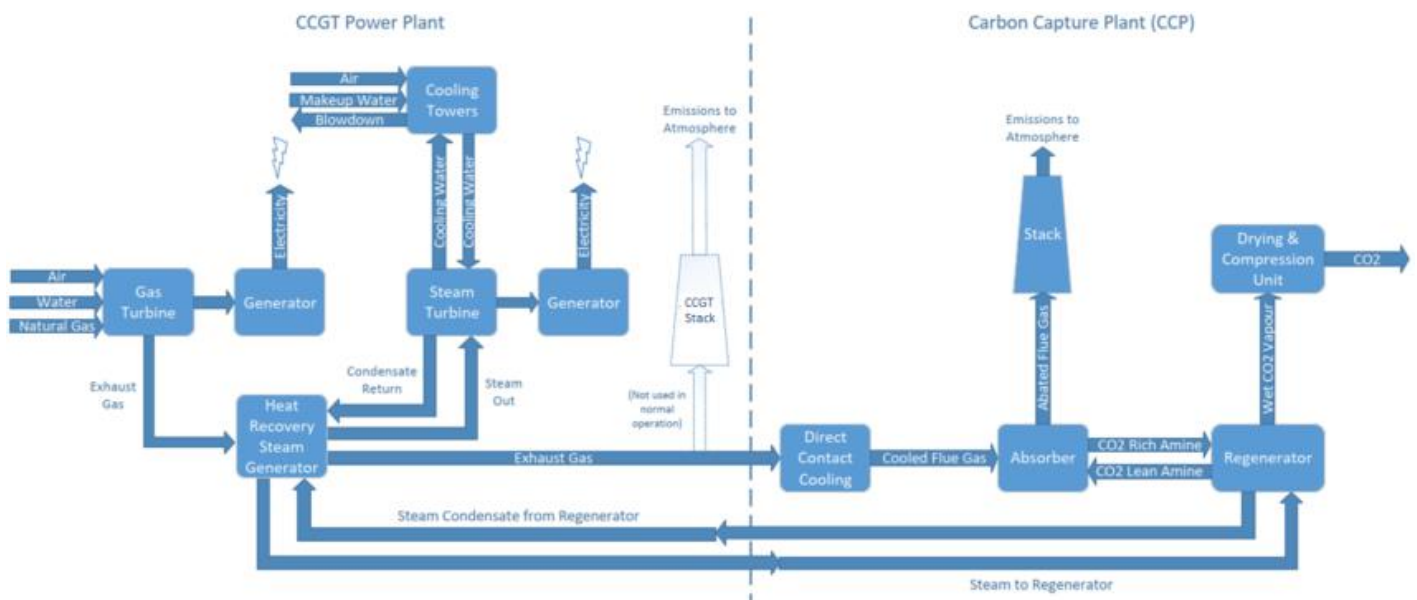 CCGT Power Plant
Carbon Capture Plant (CCP)
Air
Makeup Water
Blowdown
Cooling
Towers
Emissions to
Atmosphere
Emissions to
Atmosphere
Electricity
Cooling Water
Cooling Water
Electricity
Stack
Drying &
Compression
Unit
CO2
Air
Water
Natural Gas
Gas
Turbine
Generator
Steam
Turbine
Generator
CCGT
Stack
Abated Flue Gas
Wet CO2 Vapour
Exhaust
Gas
Condensate
Return
Steam
Out
(Not used in
normal
operation)
Heat
Recovery
Steam
Generator
Exhaust Gas
Direct
Contact
Cooling
Cooled Flue Gas
Absorber
CO2 Rich Amine
CO2 Lean Amine
Regenerator
Steam Condensate from Regenerator
Steam to Regenerator